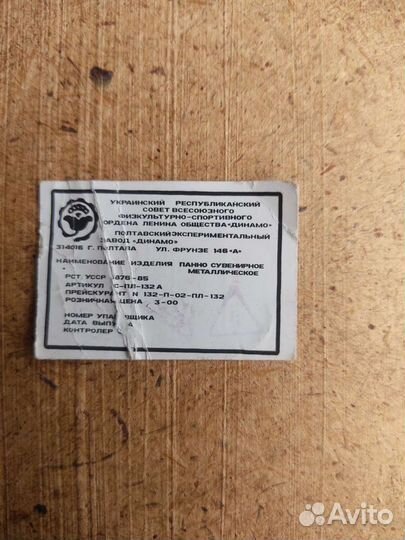 УКРАИНСКИЙ РЕСПУБЛИКАНСКИЙ
СОВЕТ ВСЕСОЮЗНОГО
ФИЗКУЛЬТУРНО-СПОРТИВНОГО
ОРДЕНА ЛЕНИНА ОБЩЕСТВА «ДИНАМО»
ПОЛТАВСКИЙ ЭКСПЕРИМЕНТАЛЬНЫЙ
ЗАВОД «ДИНАМО»
314016 Г. ПОЛТАВА УЛ. ФРУНЗЕ 146 «А»
НАИМЕНОВАНИЕ ИЗДЕЛИЯ ПАННО СУВЕНИРНОЕ
МЕТАЛЛИЧЕСКОЕ
РСТ УССР 1876-85
АРТИКУЛ С-ПЛ-132 А
ПРЕЙСКУРАНТ N 132-П-02-ПЛ-132
РОЗНИЧНАЯ ЦЕНА 3-00
НОМЕР УПАКОВЩИКА
ДАТА ВЫПУ А
КОНТРОЛЕР
Avito